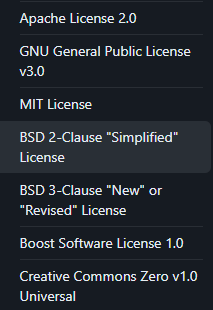 Apache License 2.0
GNU General Public License
v3.0
MIT License
BSD 2-Clause "Simplified"
License
BSD 3-Clause "New" or
"Revised" License
Boost Software License 1.0
Creative Commons Zero v1.0
Universal